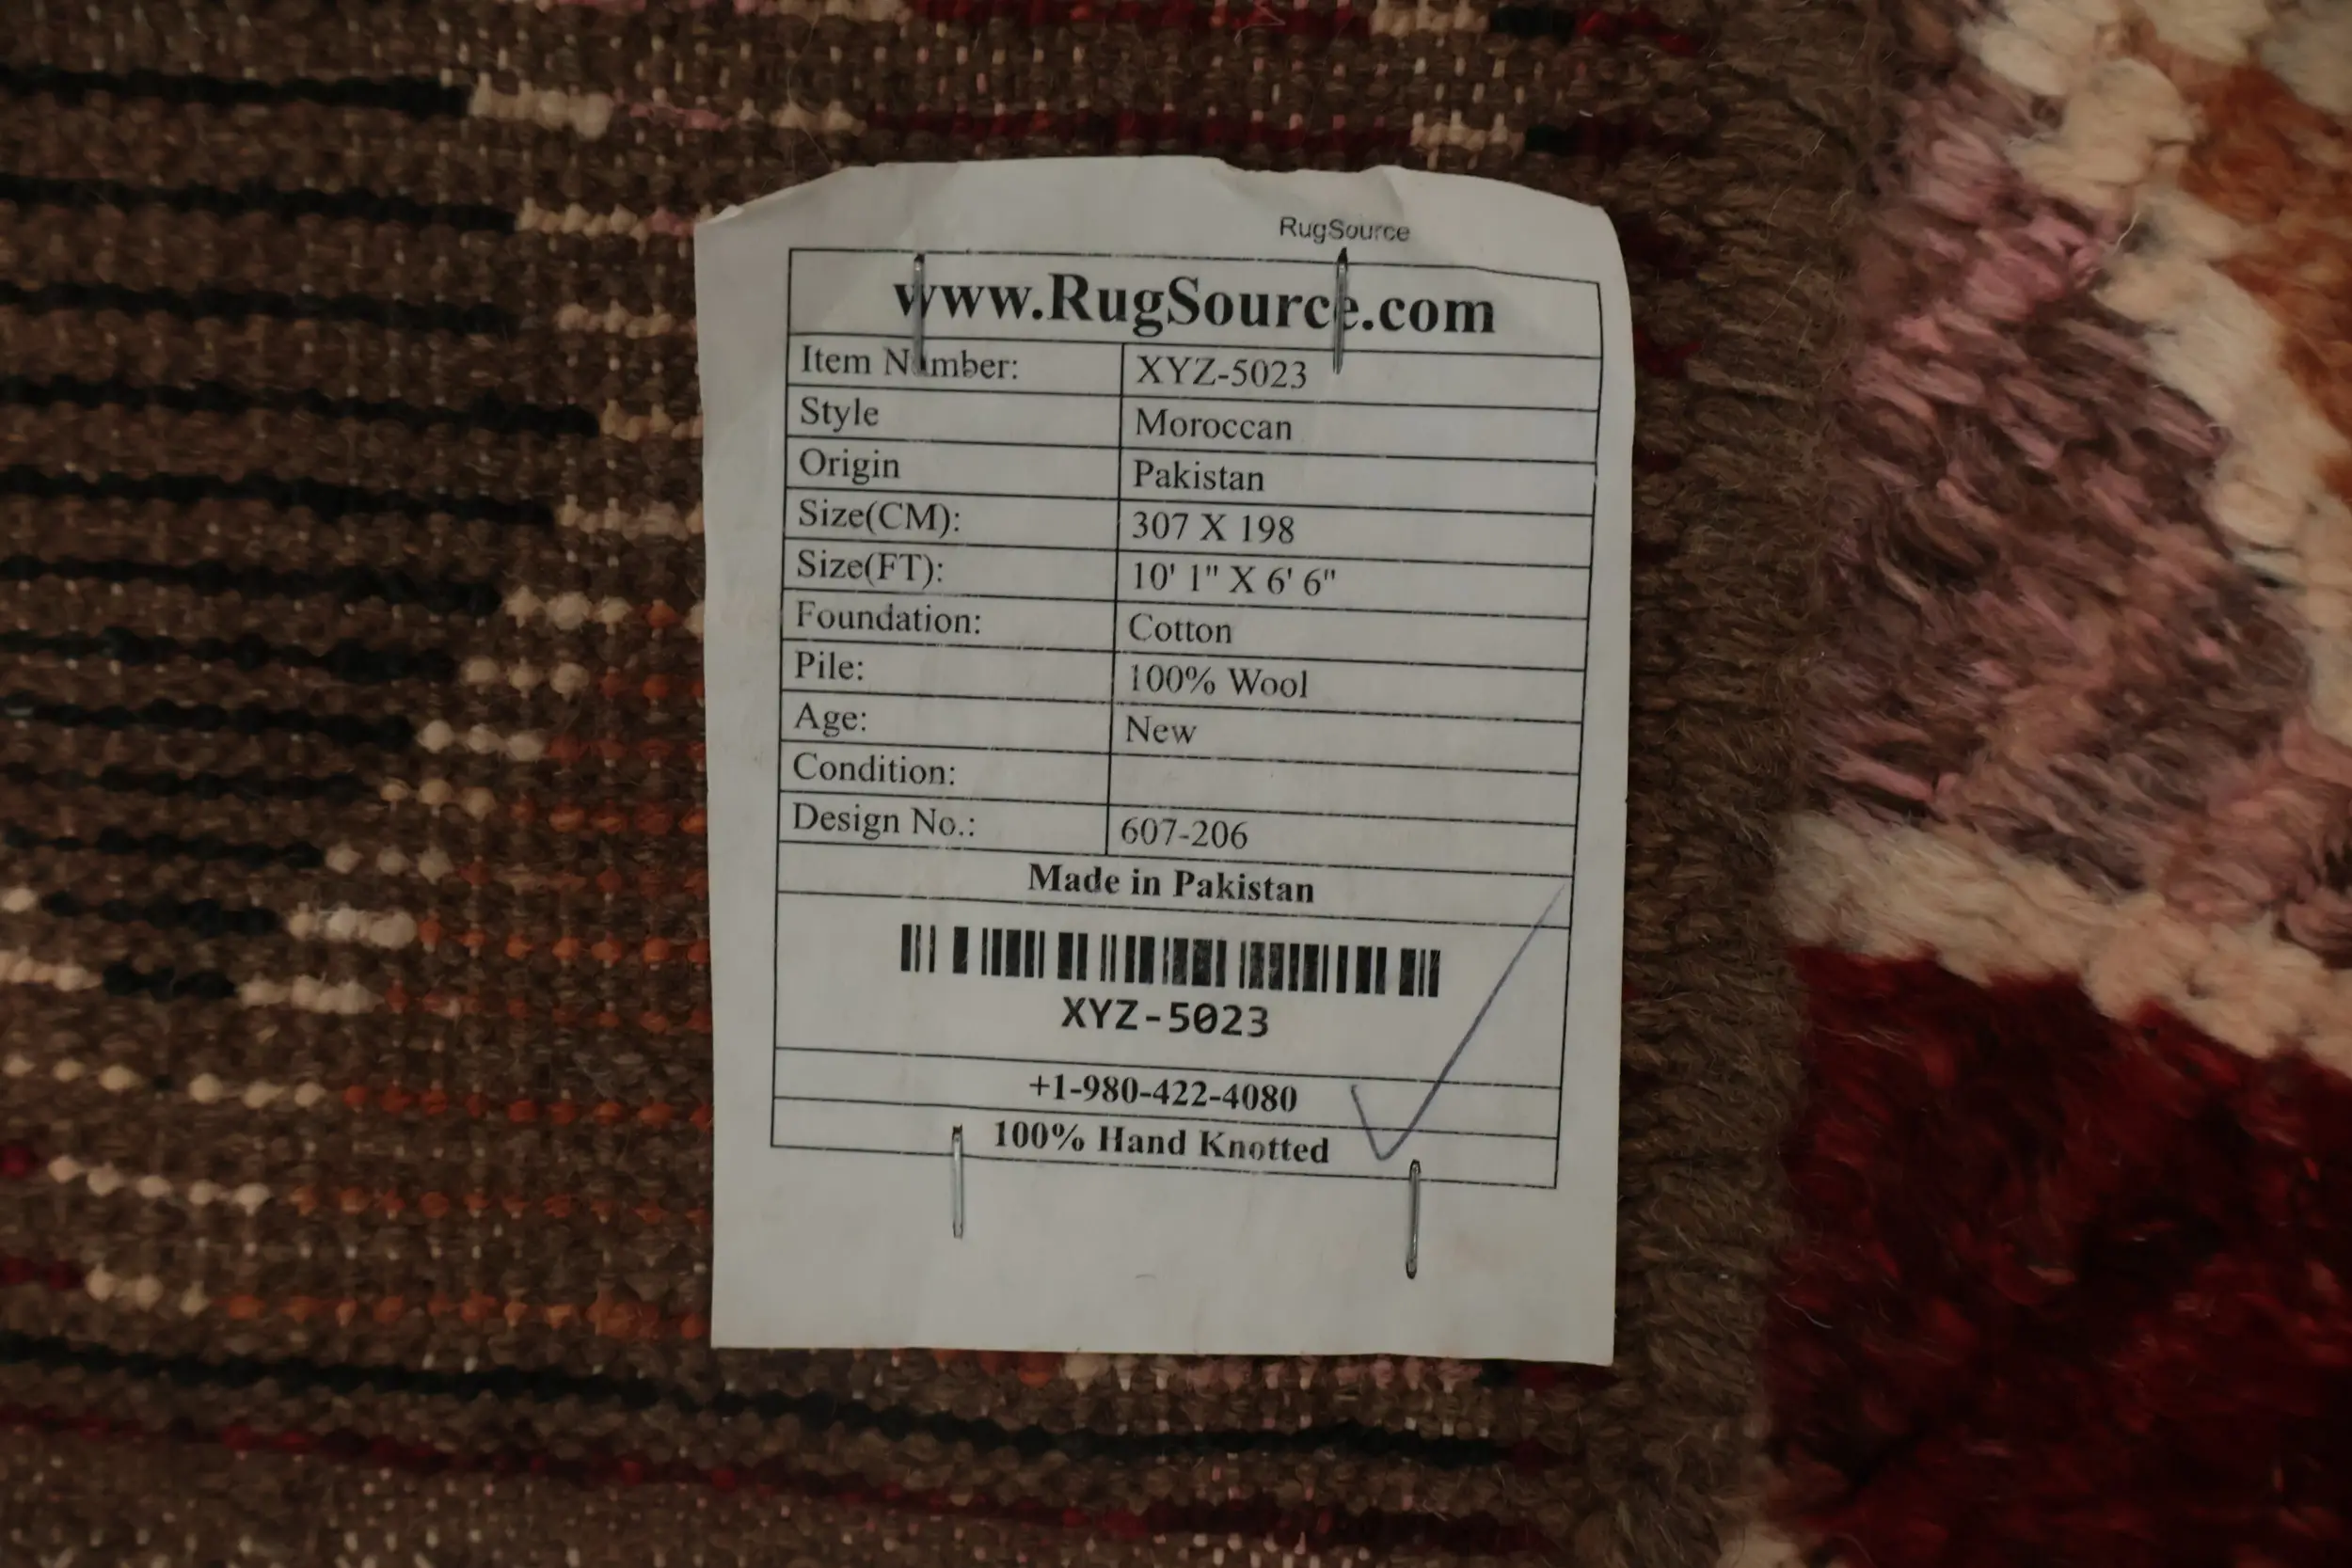 RugSource
www.RugSource.com
Item Number: XYZ-5023
Style Moroccan
Origin Pakistan
Size(CM): 307 X 198
Size(FT): 10' 1" X 6' 6"
Foundation: Cotton
Pile: 100% Wool
Age: New
Condition:
Design No.: 607-206
Made in Pakistan
XYZ-5023
+1-980-422-4080
100% Hand Knotted